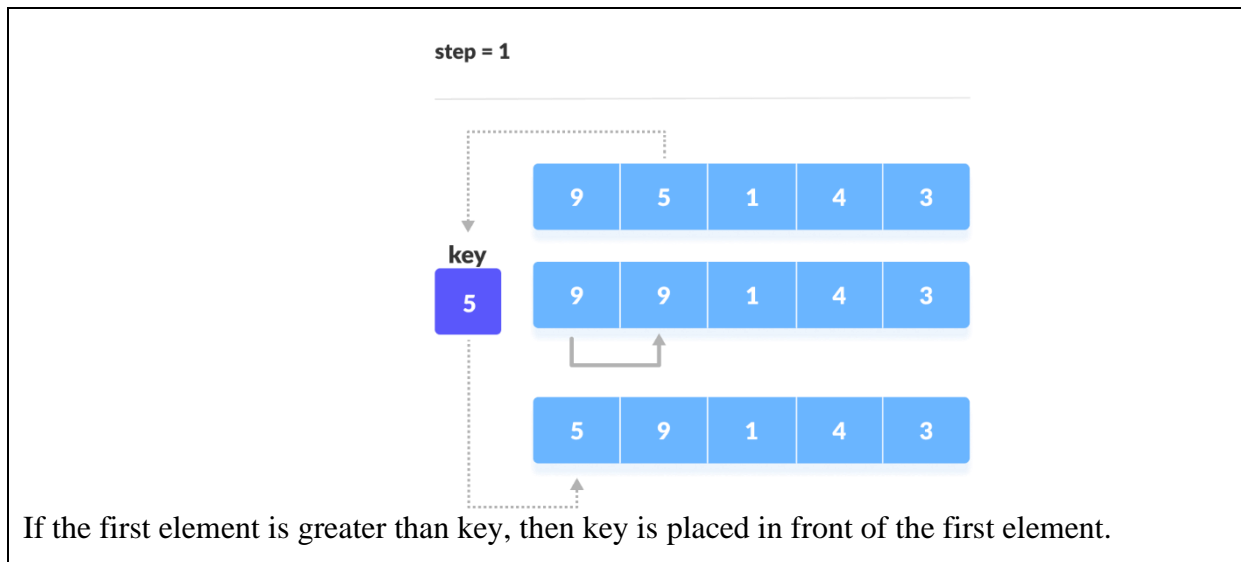 step = 1
9 5 1 4 3
key
5
9 9 1 4 3
5 9 1 4 3
If the first element is greater than key, then key is placed in front of the first element.